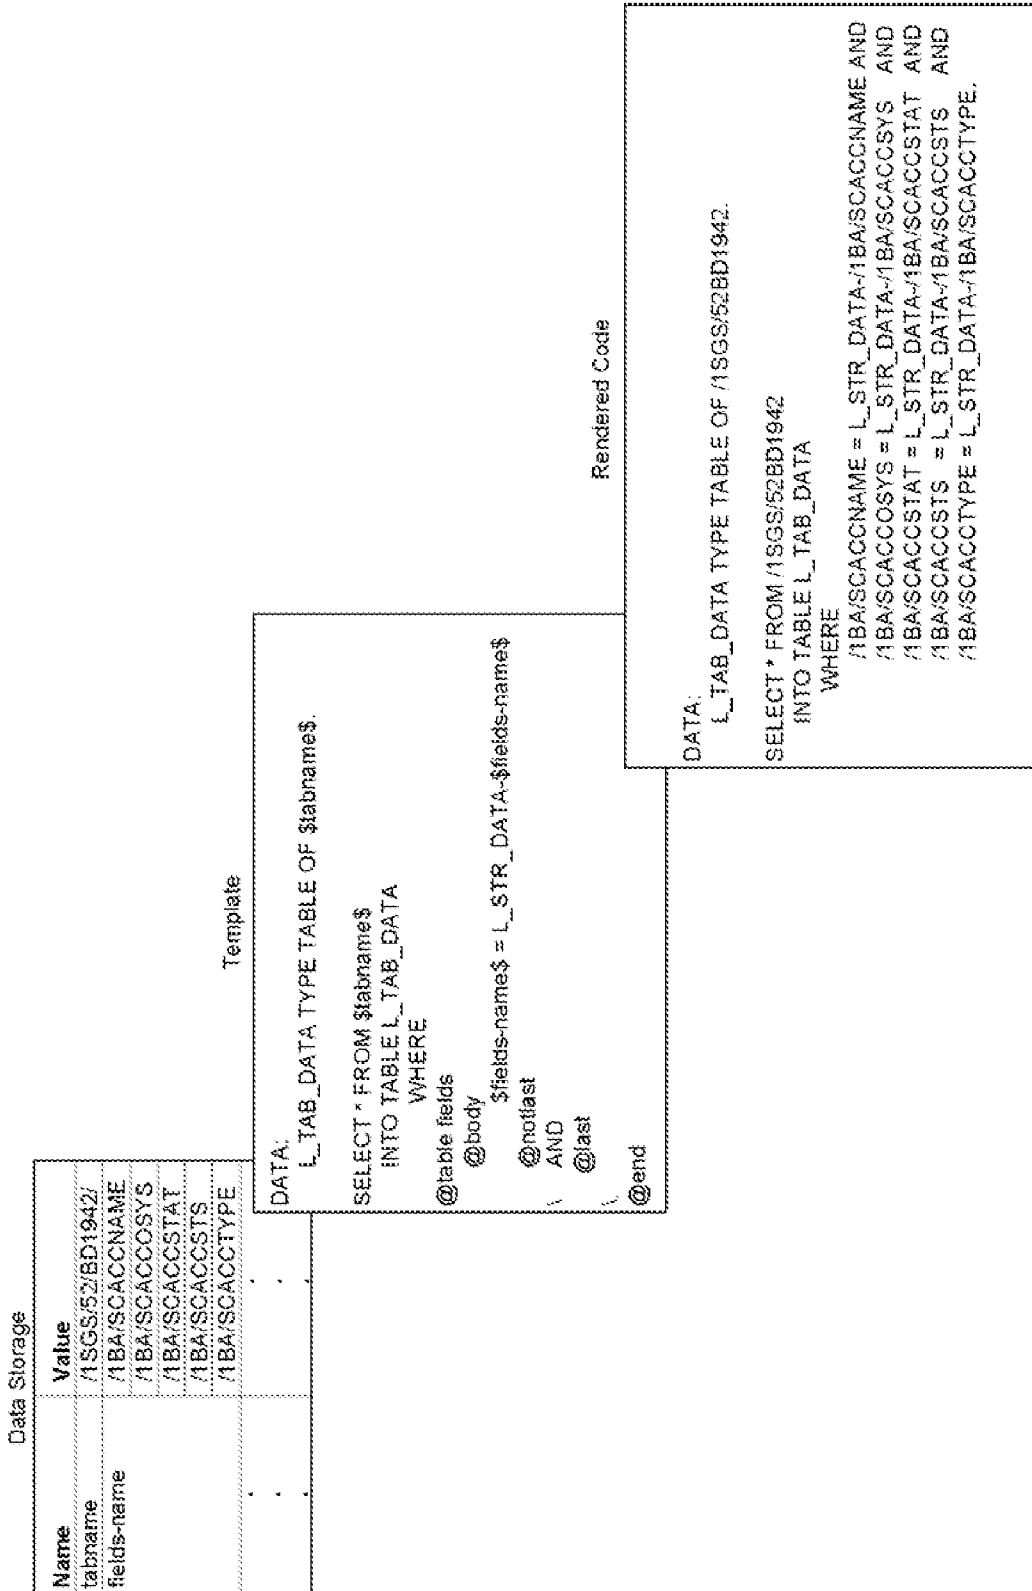 Data Storage
Name Value
tabname /1SGS/52/BD1942/
fields-name /1BA/SCACCNAME
/1BA/SCACCOSYS
/1BA/SCACCSTAT
/1BA/SCACCSTS
/1BA/SCACCTYPE
Template
DATA:
L_TAB_DATA TYPE TABLE OF $tabname$.
SELECT * FROM $tabname$
INTO TABLE L_TAB_DATA
WHERE
@table fields
@body
$fields-name$ = L_STR_DATA-$fields-name$
@notlast
\ AND
@last
\
@end
Rendered Code
DATA:
L_TAB_DATA TYPE TABLE OF /1SGS/52BD1942.
SELECT * FROM /1SGS/52BD1942
INTO TABLE L_TAB_DATA
WHERE
/1BA/SCACCNAME = L_STR_DATA-/1BA/SCACCNAME AND
/1BA/SCACCOSYS = L_STR_DATA-/1BA/SCACCSYS AND
/1BA/SCACCSTAT = L_STR_DATA-/1BA/SCACCSTAT AND
/1BA/SCACCSTS = L_STR_DATA-/1BA/SCACCSTS AND
/1BA/SCACCTYPE = L_STR_DATA-/1BA/SCACCTYPE.